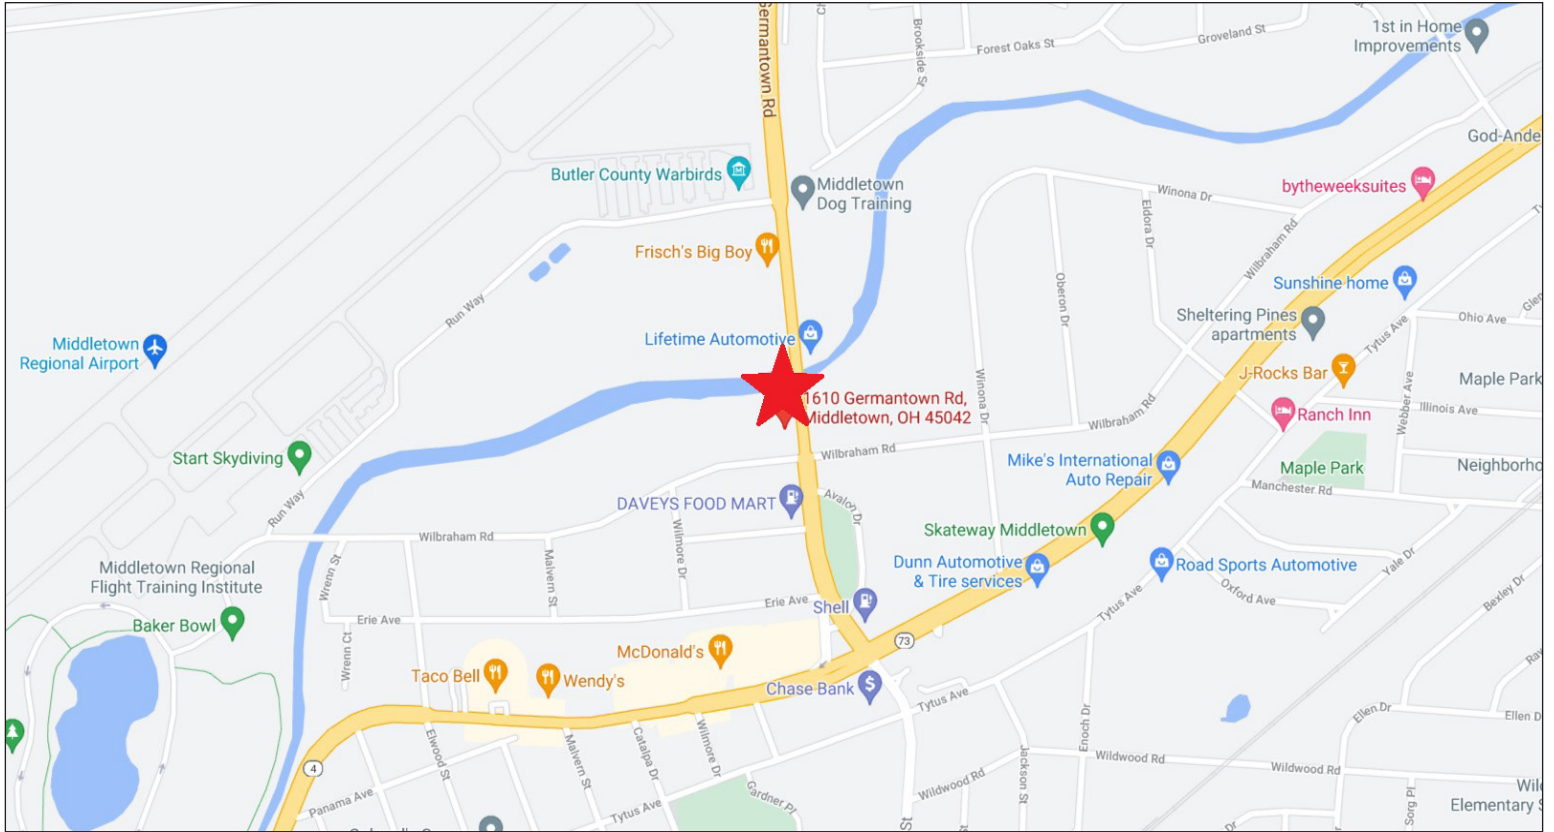 Germantown Rd
Brookside S
Forest Oaks St
Groveland St
1st in Home
Improvements
God-Ande
Butler County Warbirds
Middletown
Dog Training
Winona Dr
bytheweeksuites
Eldora Dr
Wilbraham Rd
Frisch's Big Boy
Run Way
Oberon Dr
Sunshine home
Sheltering Pines
apartments
Tytus Ave
Ohio Ave
Glen
Middletown
Regional Airport
Lifetime Automotive
J-Rocks Bar
Maple Park
Winona Dr
1610 Germantown Rd,
Middletown, OH 45042
Wilbraham Rd
Webber Ave
Illinois Ave
Ranch Inn
Start Skydiving
Wilbraham Rd
Mike's International
Auto Repair
Maple Park
Neighborho
Manchester Rd
Run Way
DAVEYS FOOD MART
Avalon Dr
Skateway Middletown
Wilbraham Rd
Wilmore Dr
Malvern St
Wrenn St
Dunn Automotive
& Tire services
Road Sports Automotive
Yale Dr
Oxford Ave
Bexley Dr
Middletown Regional
Flight Training Institute
Baker Bowl
Erie Ave
Erie Ave
Shell
Tytus Ave
73
Wrenn Ct
McDonald's
Taco Bell
Wendy's
Chase Bank
$
Tytus Ave
Enoch Dr
Ellen Dr
Ellen D
Elwood St
Malvern St
Catalpa Dr
Wilmore Dr
Gardner Pl
4
Panama Ave
Tytus Ave
Wildwood Rd
Jackson St
Wildwood Rd
Wildwood Rd
Sorg Pl
Elementary S
St
Dr